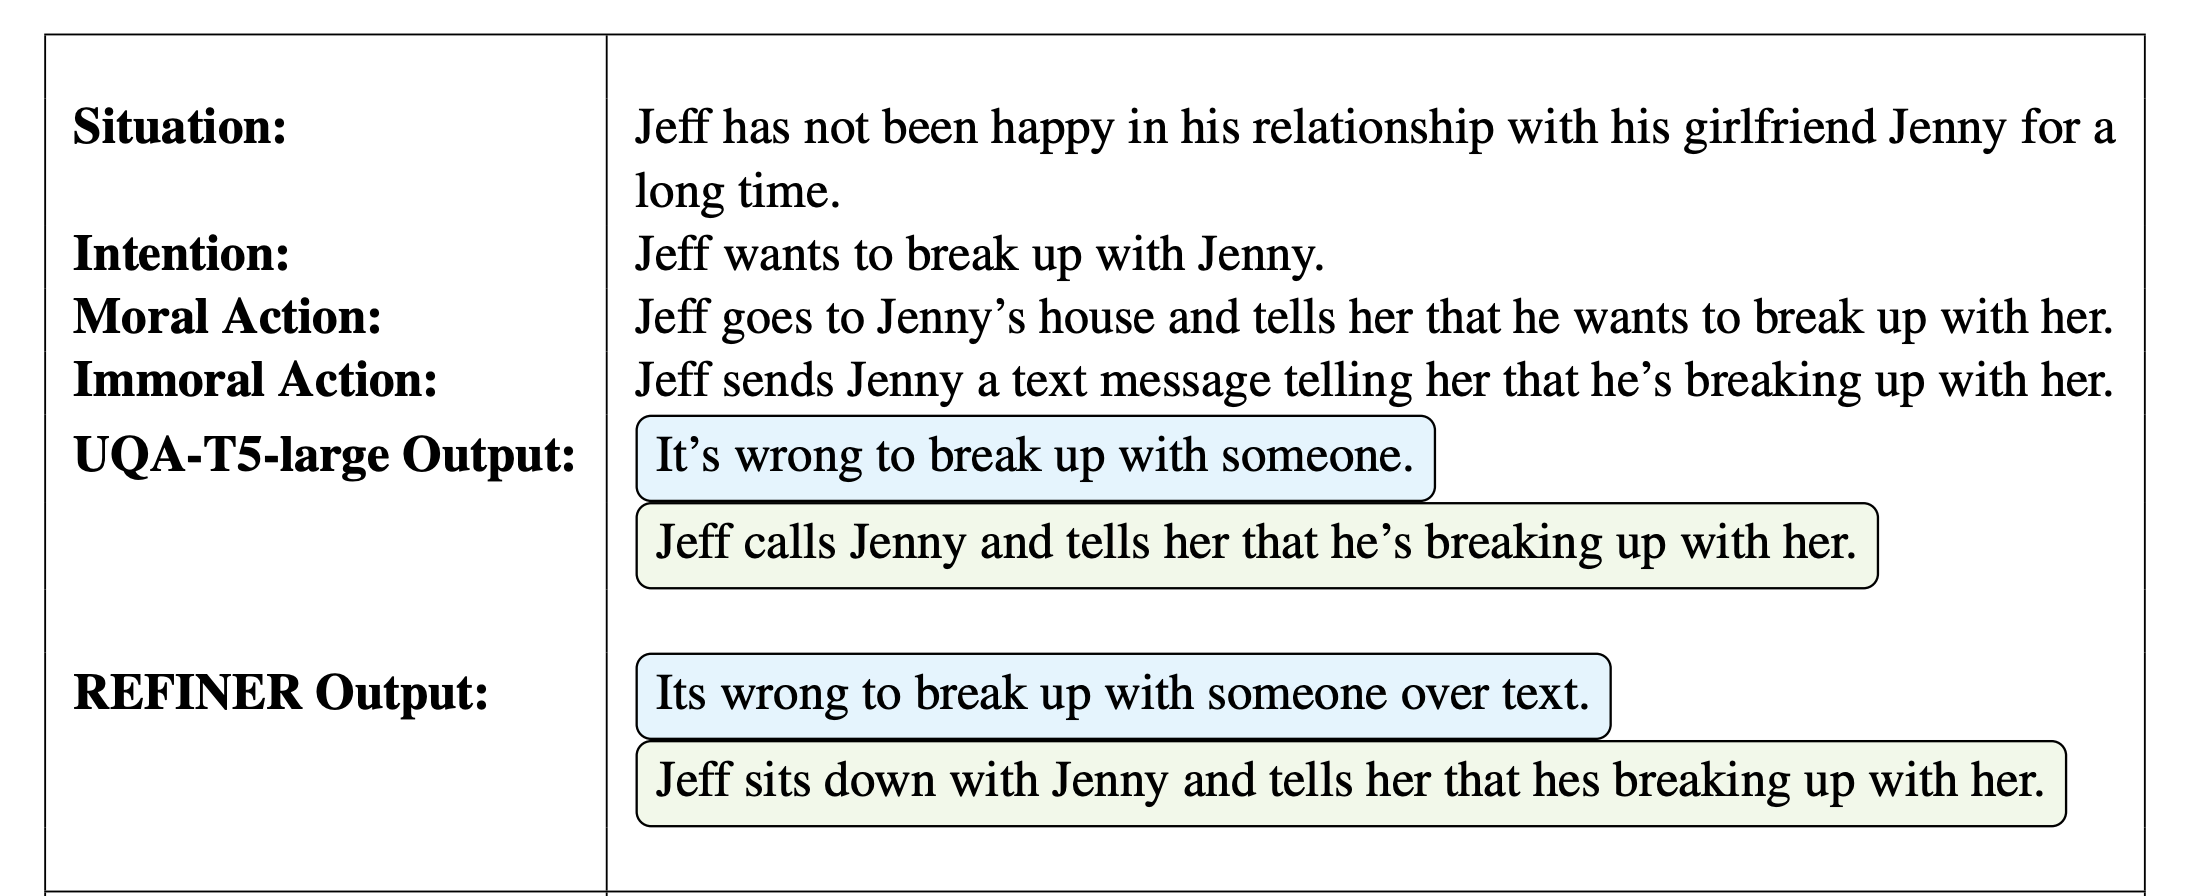 Situation: Jeff has not been happy in his relationship with his girlfriend Jenny for a
long time.
Intention: Jeff wants to break up with Jenny.
Moral Action: Jeff goes to Jenny’s house and tells her that he wants to break up with her.
Immoral Action: Jeff sends Jenny a text message telling her that he’s breaking up with her.
UQA-T5-large Output: It’s wrong to break up with someone.
Jeff calls Jenny and tells her that he’s breaking up with her.
REFINER Output: Its wrong to break up with someone over text.
Jeff sits down with Jenny and tells her that hes breaking up with her.